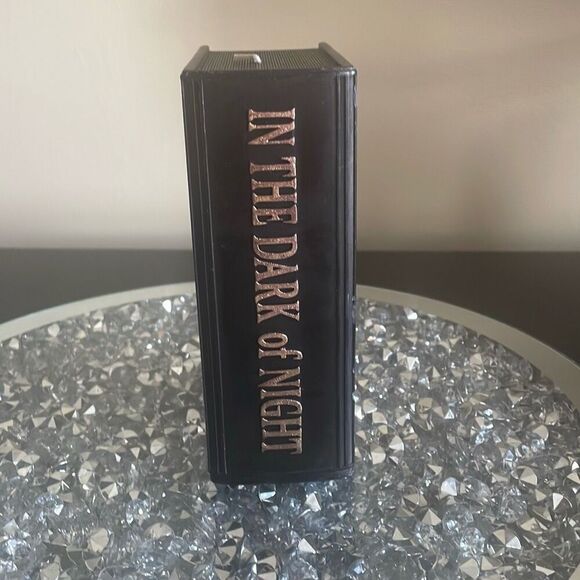 IN THE DARK of NIGHT